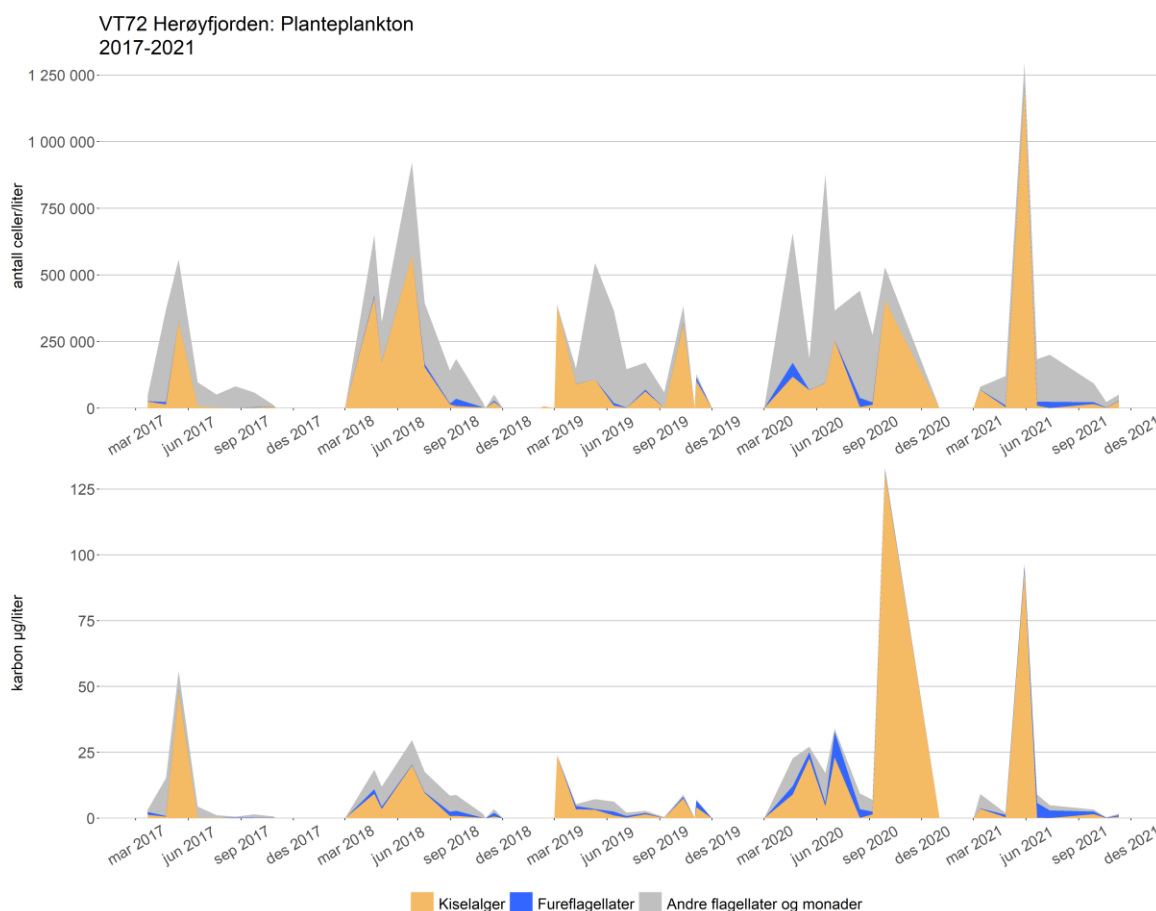 VT72 Herøyfjorden: Planteplankton
2017-2021
antall celler/liter
1 250 000
1 000 000
750 000
500 000
250 000
0
mar 2017 jun 2017 sep 2017 des 2017 mar 2018 jun 2018 sep 2018 des 2018 mar 2019 jun 2019 sep 2019 des 2019 mar 2020 jun 2020 sep 2020 des 2020 mar 2021 jun 2021 sep 2021 des 2021
karbon µg/liter
125
100
75
50
25
0
mar 2017 jun 2017 sep 2017 des 2017 mar 2018 jun 2018 sep 2018 des 2018 mar 2019 jun 2019 sep 2019 des 2019 mar 2020 jun 2020 sep 2020 des 2020 mar 2021 jun 2021 sep 2021 des 2021
Kiselalger Fureflagellater Andre flagellater og monader